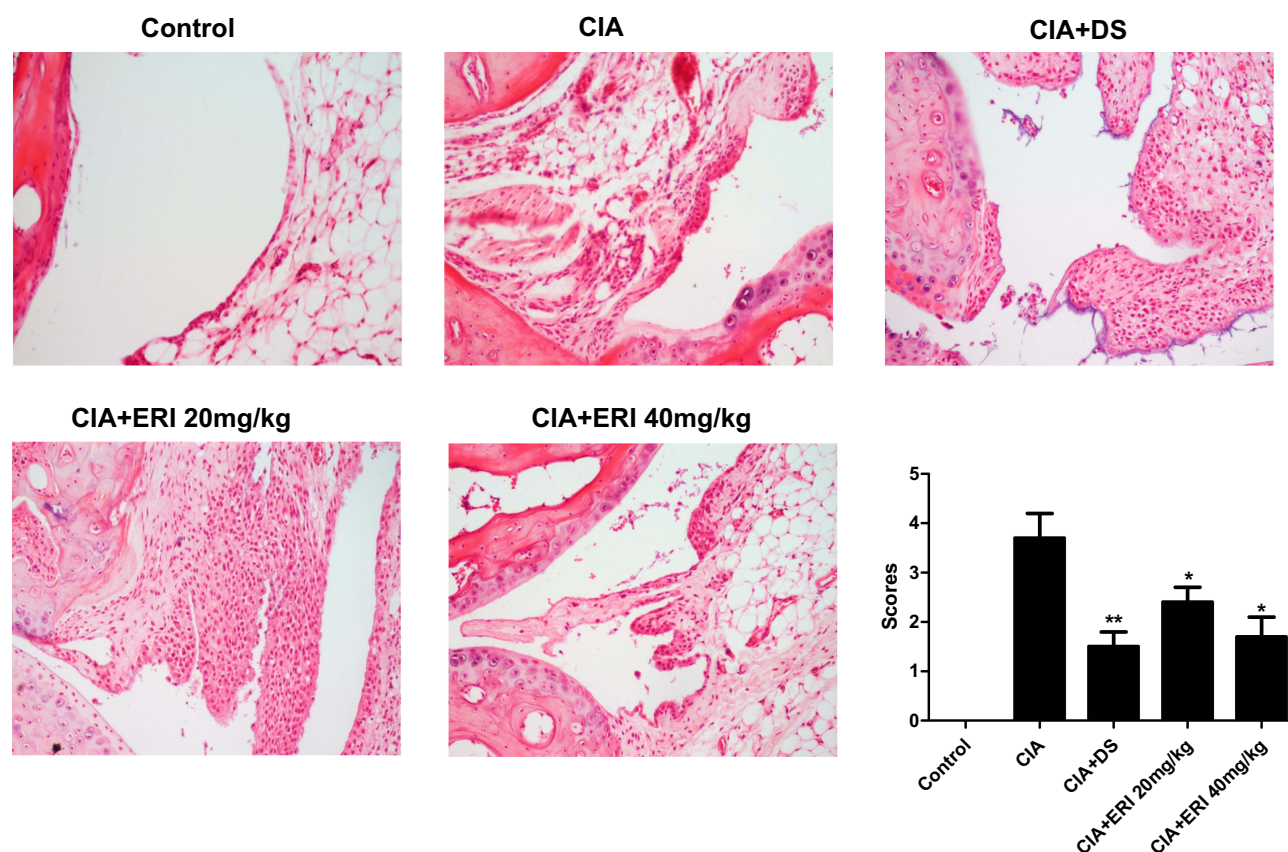 Control
CIA
CIA+DS
CIA+ERI 20mg/kg
CIA+ERI 40mg/kg
Scores
5
4
3
2
1
0
**
*
*
Control
CIA
CIA+DS
CIA+ERI 20mg/kg
CIA+ERI 40mg/kg